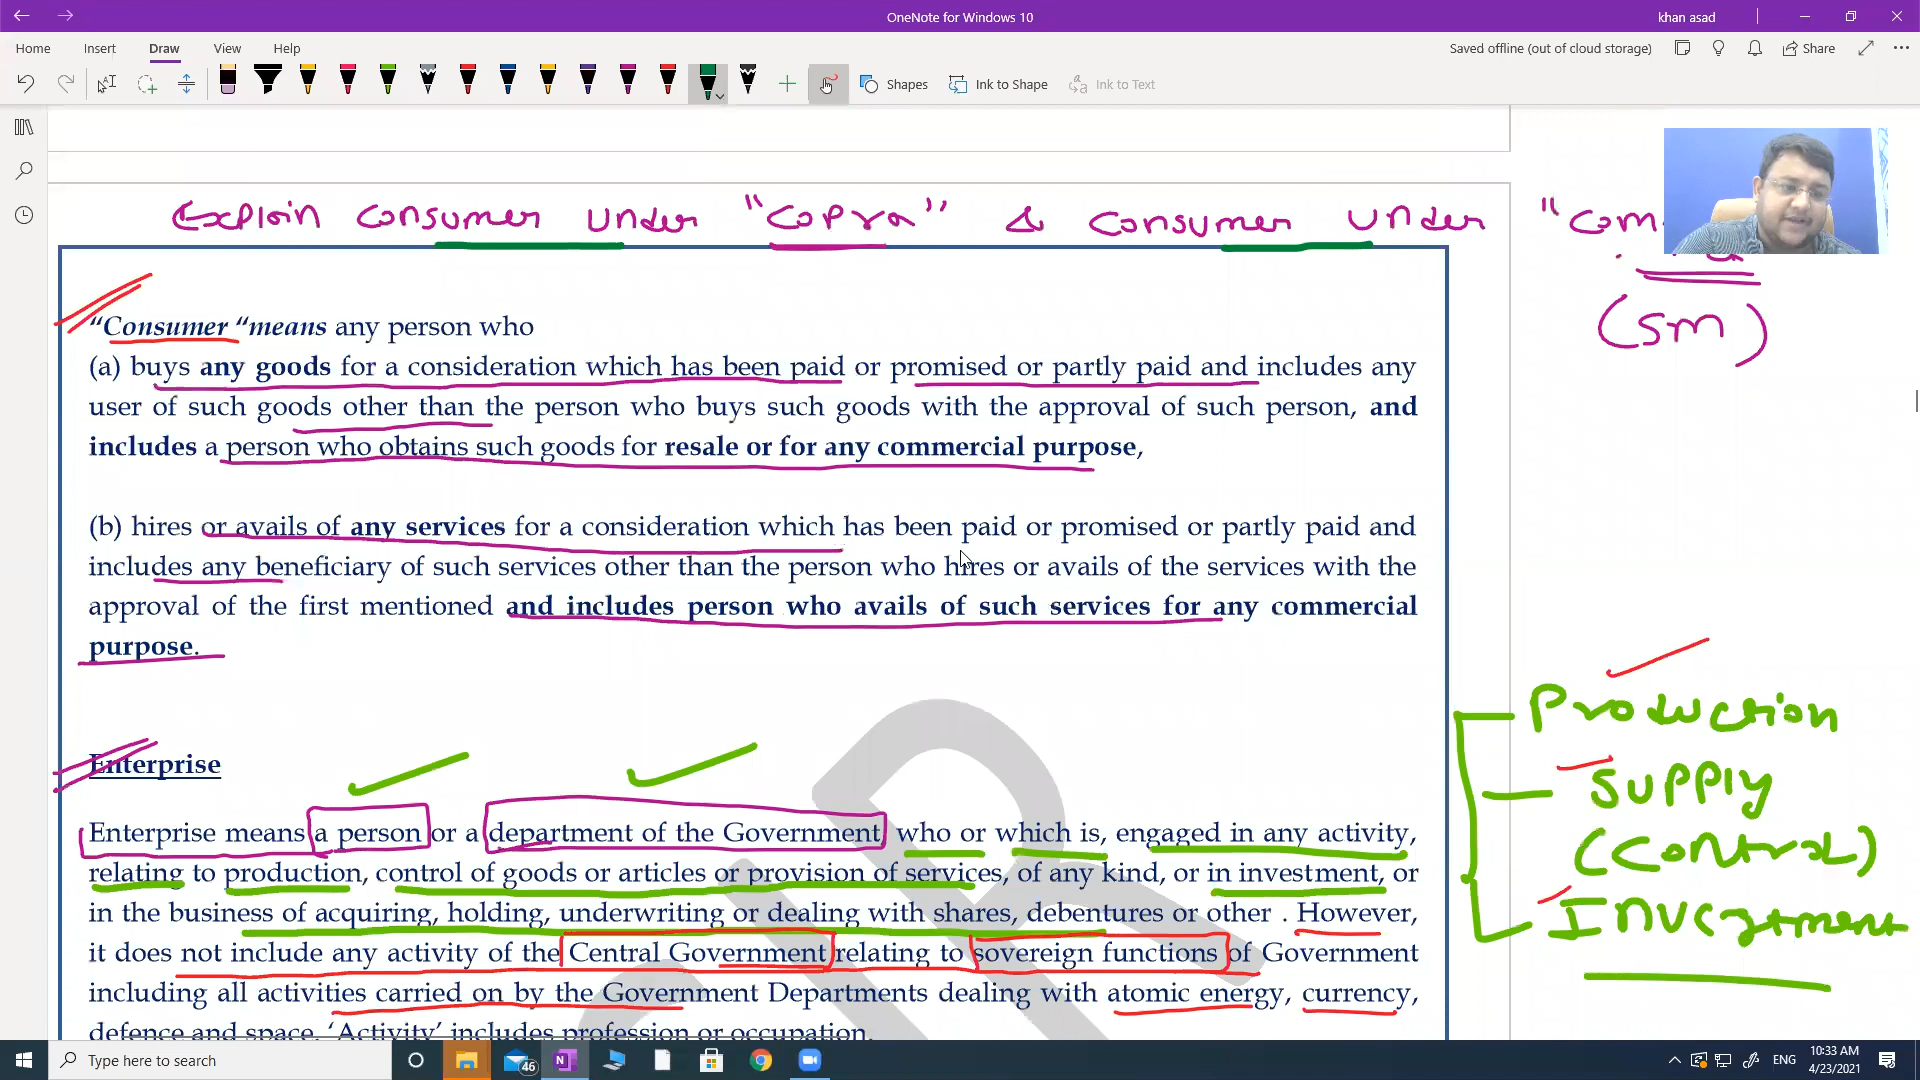 OneNote for Windows 10
khan asad
Home Insert Draw View Help
Saved offline (out of cloud storage)
Share
Shapes
Ink to Shape
Ink to Text
Explain consumer under "Copra" & consumer under
"Com
(SM)
“Consumer “means any person who
(a) buys any goods for a consideration which has been paid or promised or partly paid and includes any
user of such goods other than the person who buys such goods with the approval of such person, and
includes a person who obtains such goods for resale or for any commercial purpose,
(b) hires or avails of any services for a consideration which has been paid or promised or partly paid and
includes any beneficiary of such services other than the person who hires or avails of the services with the
approval of the first mentioned and includes person who avails of such services for any commercial
purpose.
Production
Supply
(Control)
Investment
Enterprise
Enterprise means a person or a department of the Government, who or which is, engaged in any activity,
relating to production, control of goods or articles or provision of services, of any kind, or in investment, or
in the business of acquiring, holding, underwriting or dealing with shares, debentures or other . However,
it does not include any activity of the Central Government relating to sovereign functions of Government
including all activities carried on by the Government Departments dealing with atomic energy, currency,
defence and space. ‘Activity’ includes profession or occupation.
Type here to search
46
ENG
10:33 AM
4/23/2021